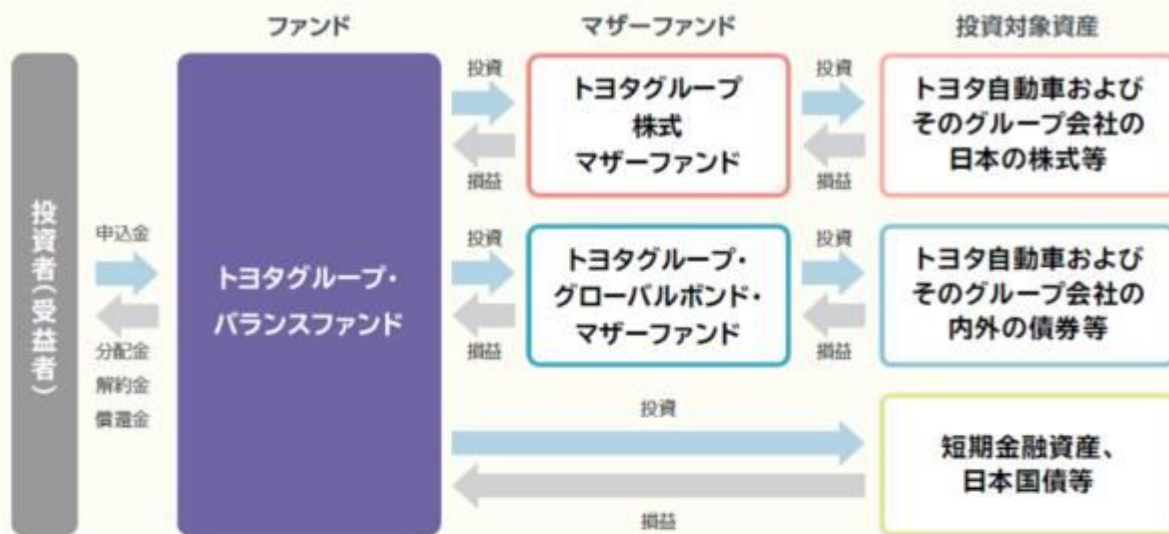 ファンド
マザーファンド
投資対象資産
投資者(受益者)
申込金
分配金
解約金
償還金
トヨタグループ・
バランスファンド
投資
損益
トヨタグループ
株式
マザーファンド
投資
損益
トヨタ自動車および
そのグループ会社の
日本の株式等
投資
損益
トヨタグループ・
グローバルボンド・
マザーファンド
投資
損益
トヨタ自動車および
そのグループ会社の
内外の債券等
投資
損益
短期金融資産、
日本国債等